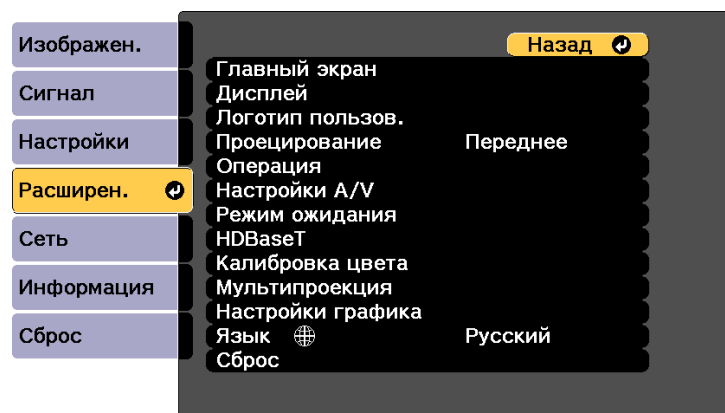 Изображен.
Сигнал
Настройки
Расширен.
Сеть
Информация
Сброс
Назад
Главный экран
Дисплей
Логотип пользов.
Проецирование Переднее
Операция
Настройки A/V
Режим ожидания
HDBaseT
Калибровка цвета
Мультипроекция
Настройки графика
Язык Русский
Сброс